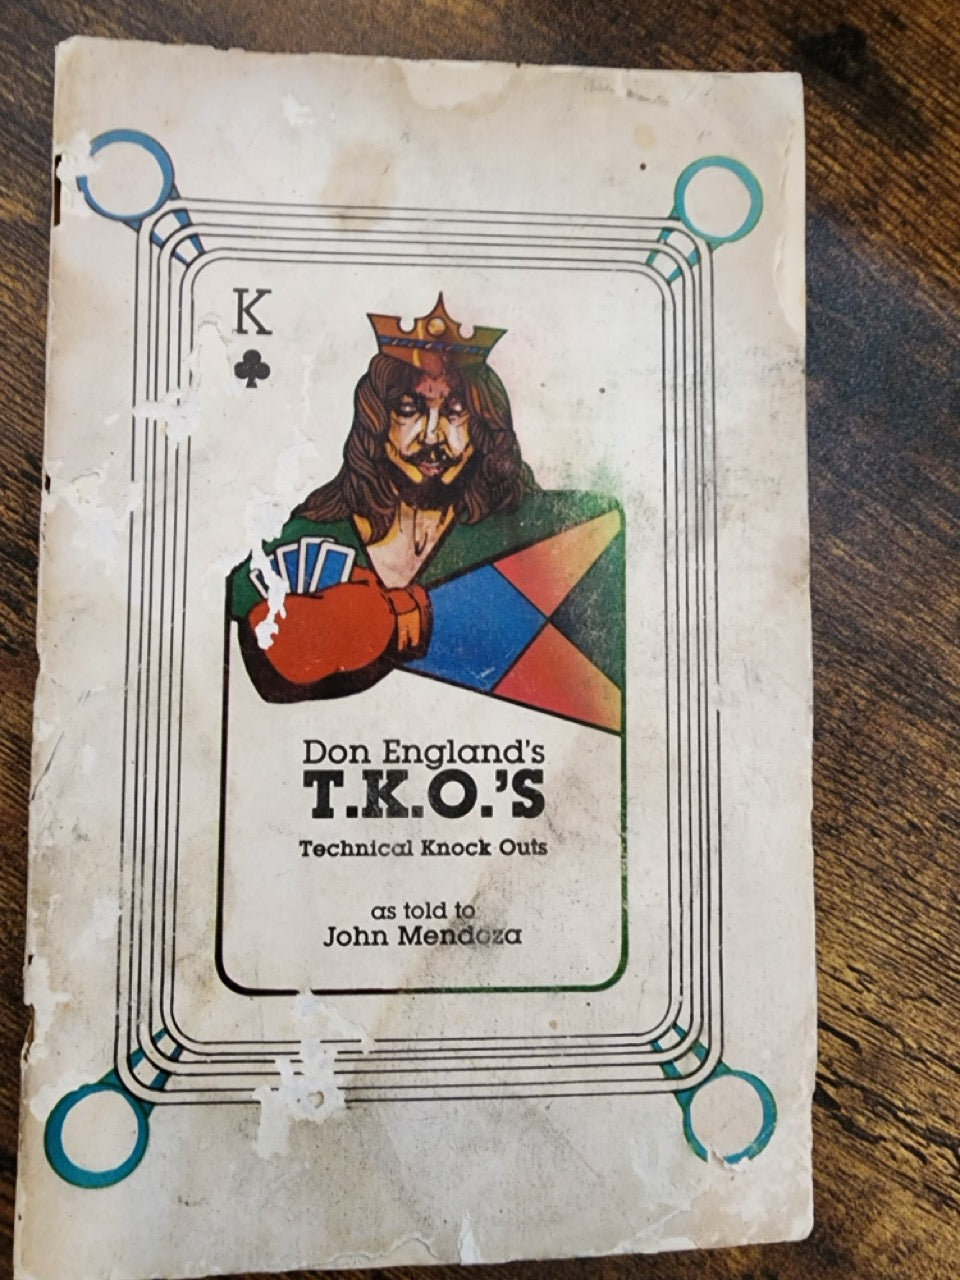 K
Don England's
T.K.O.'S
Technical Knock Outs
as told to
John Mendoza